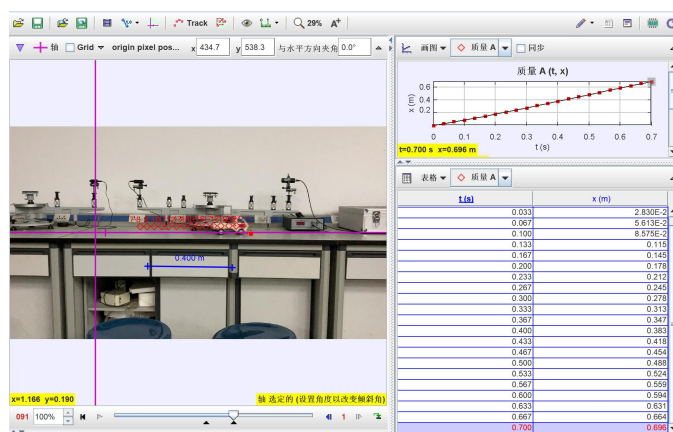 Track 29% A
轴 Grid origin pixel pos... x 434.7 y 538.3 与水平方向夹角 0.0°
0.400 m
x=1.166 y=0.190
轴 选定的 (设置角度以改变倾斜角)
091 100% 1
画图 质量 A 同步
质量 A (t, x)
x (m)
0.6
0.4
0.2
0 0.1 0.2 0.3 0.4 0.5 0.6 0.7
t (s)
t=0.700 s x=0.696 m
表格 质量 A
t (s) x (m)
0.033 2.830E-2
0.067 5.613E-2
0.100 8.575E-2
0.133 0.115
0.167 0.145
0.200 0.178
0.233 0.212
0.267 0.245
0.300 0.278
0.333 0.313
0.367 0.347
0.400 0.383
0.433 0.418
0.467 0.454
0.500 0.488
0.533 0.524
0.567 0.559
0.600 0.594
0.633 0.631
0.667 0.664
0.700 0.696